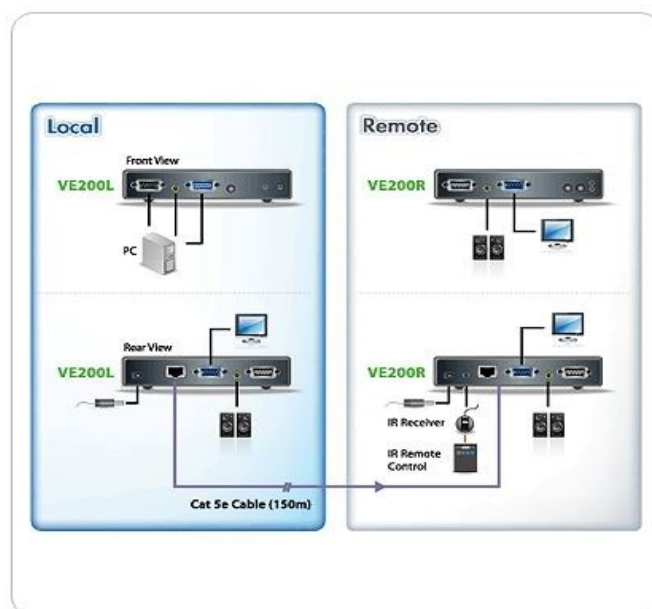 Local
Front View
VE200L
PC
Rear View
VE200L
Cat 5e Cable (150m)
Remote
VE200R
VE200R
IR Receiver
IR Remote
Control